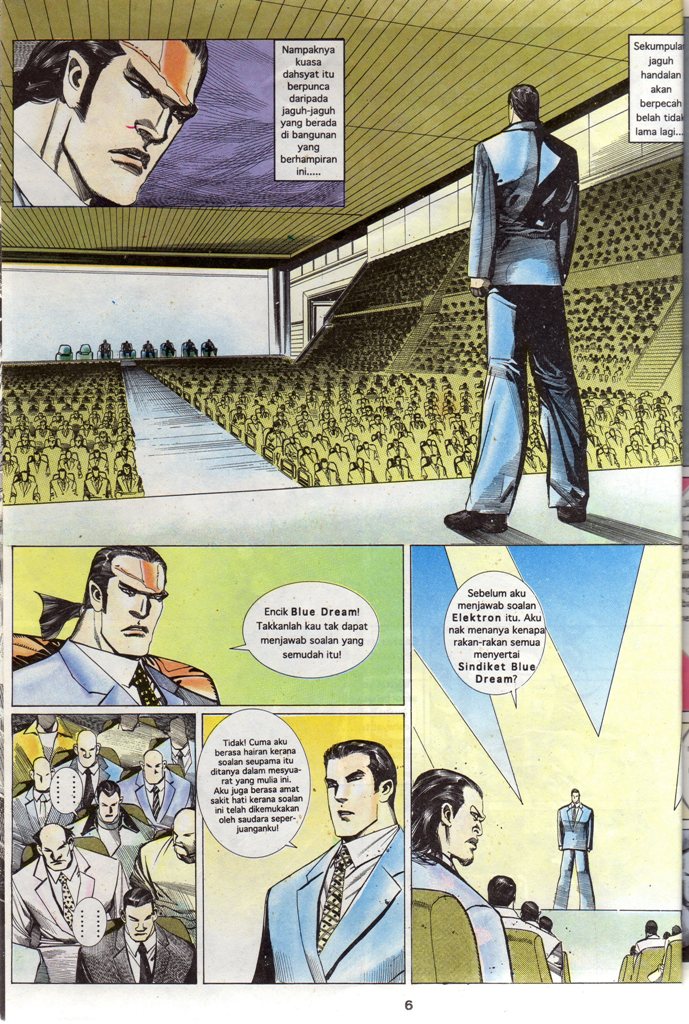 Nampaknya
kuasa
dahsyat itu
berpunca
daripada
jaguh-jaguh
yang berada
di bangunan
yang
berhampiran
ini.....
Sekumpulan
jaguh
handalan
akan
berpecah
belah tidak
lama lagi...
Encik Blue Dream!
Takkanlah kau tak dapat
menjawab soalan yang
semudah itu!
Sebelum aku
menjawab soalan
Elektron itu. Aku
nak menanya kenapa
rakan-rakan semua
menyertai
Sindiket Blue
Dream?
Tidak! Cuma aku
berasa hairan kerana
soalan seupama itu
ditanya dalam mesyua-
rat yang mulia ini.
Aku juga berasa amat
sakit hati kerana soalan
ini telah dikemukakan
oleh saudara seper-
juanganku!
6